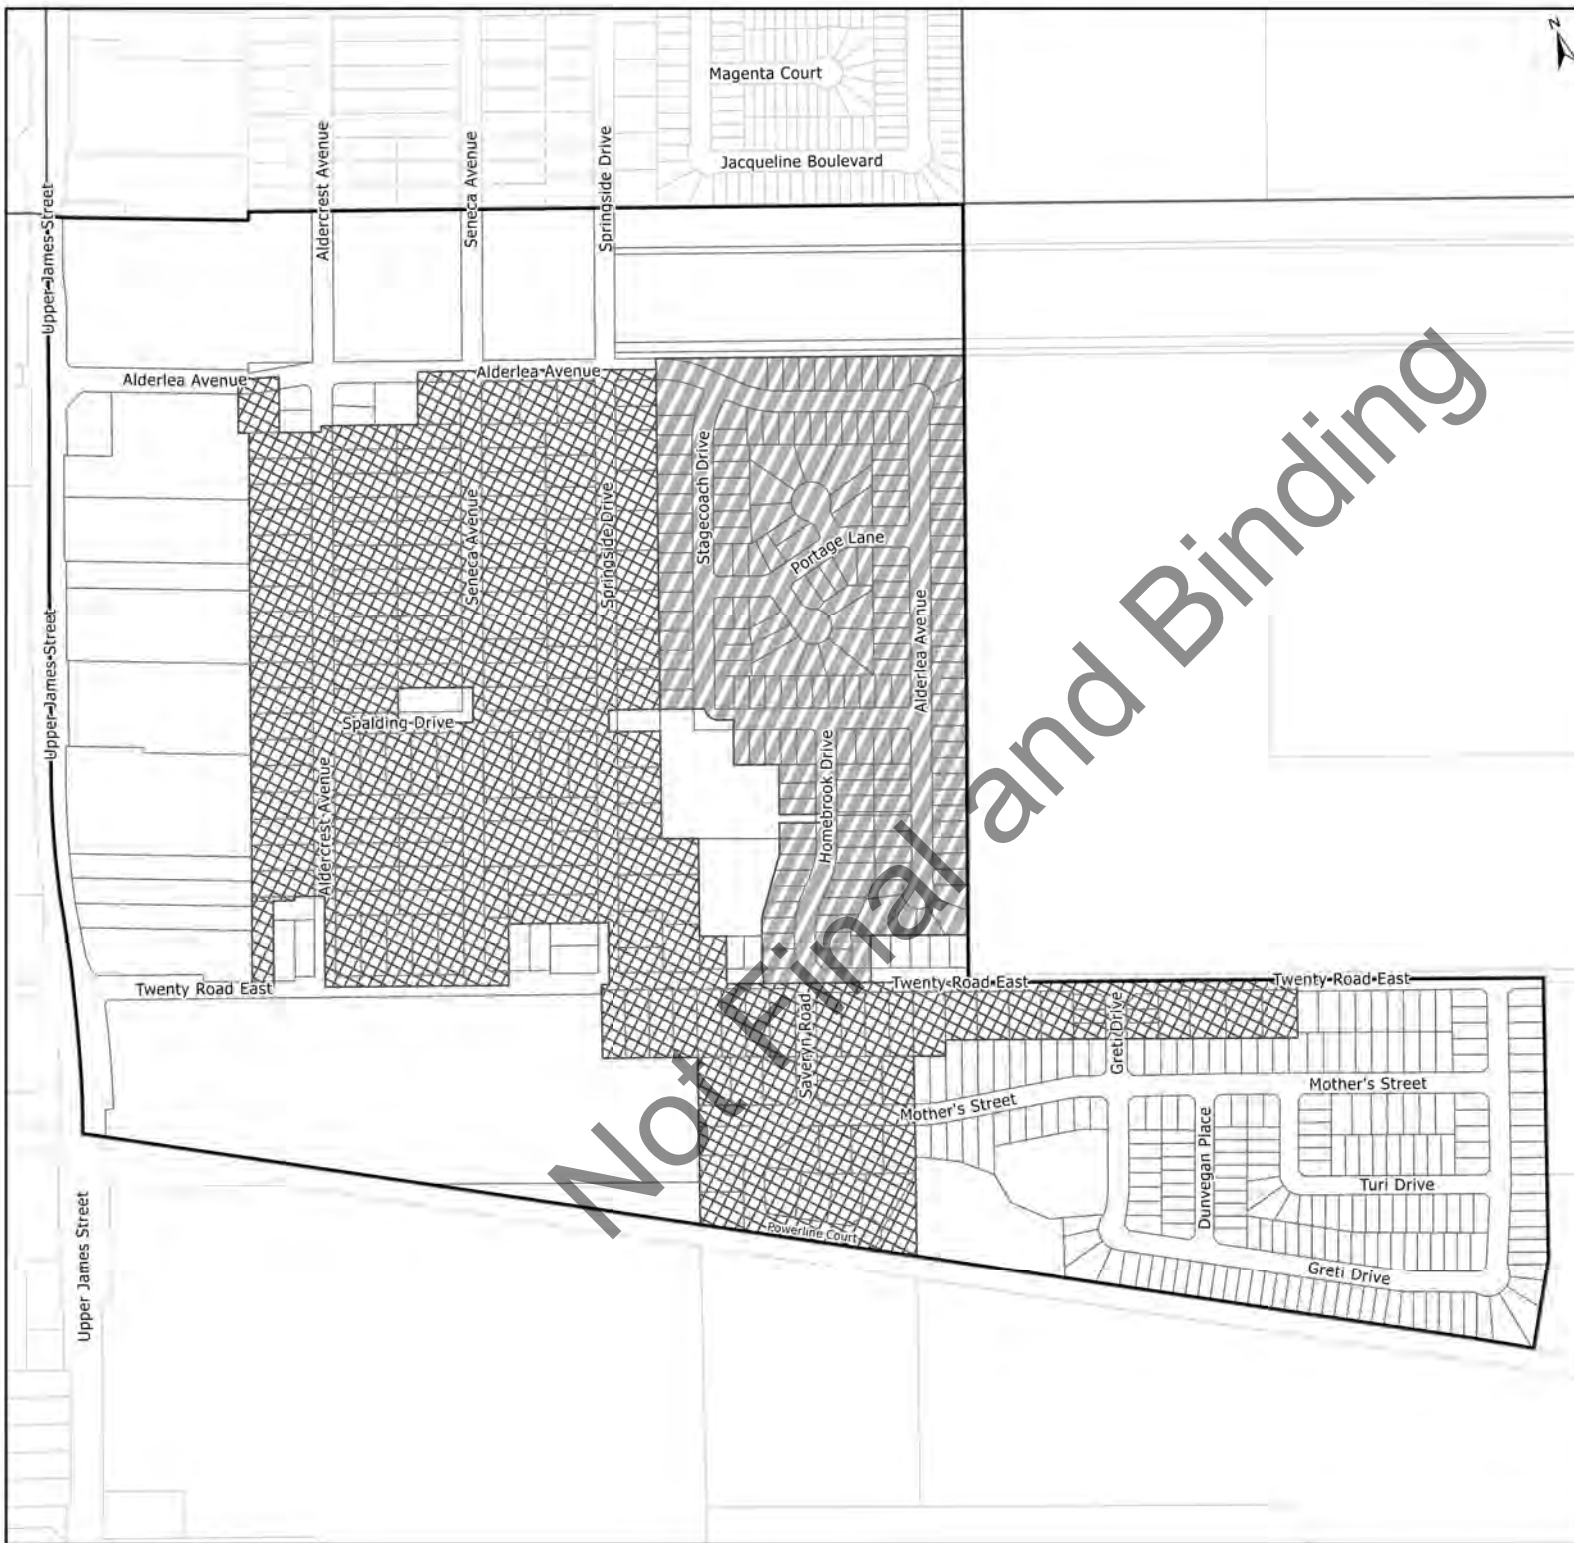 N
Magenta Court
Jacqueline Boulevard
Aldercrest Avenue
Seneca Avenue
Springside Drive
Upper James Street
Alderlea Avenue
Alderlea Avenue
Stagecoach Drive
Seneca Avenue
Springside Drive
Portage Lane
Alderlea Avenue
Upper James Street
Spalding Drive
Aldercrest Avenue
Homebrook Drive
Twenty Road East
Twenty Road East
Twenty Road East
Saveryn Road
Greti Drive
Mother's Street
Mother's Street
Dunvegan Place
Turi Drive
Powerline Court
Greti Drive
Upper James Street
Not Final and Binding